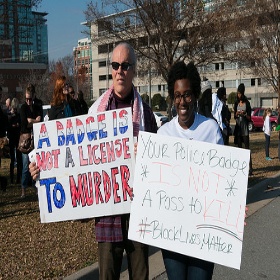 A BADGE IS
NOT A LICENSE
TO MURDER
Your Police Badge
*IS NOT*
A Pass to KILL!
#BlackLivesMatter